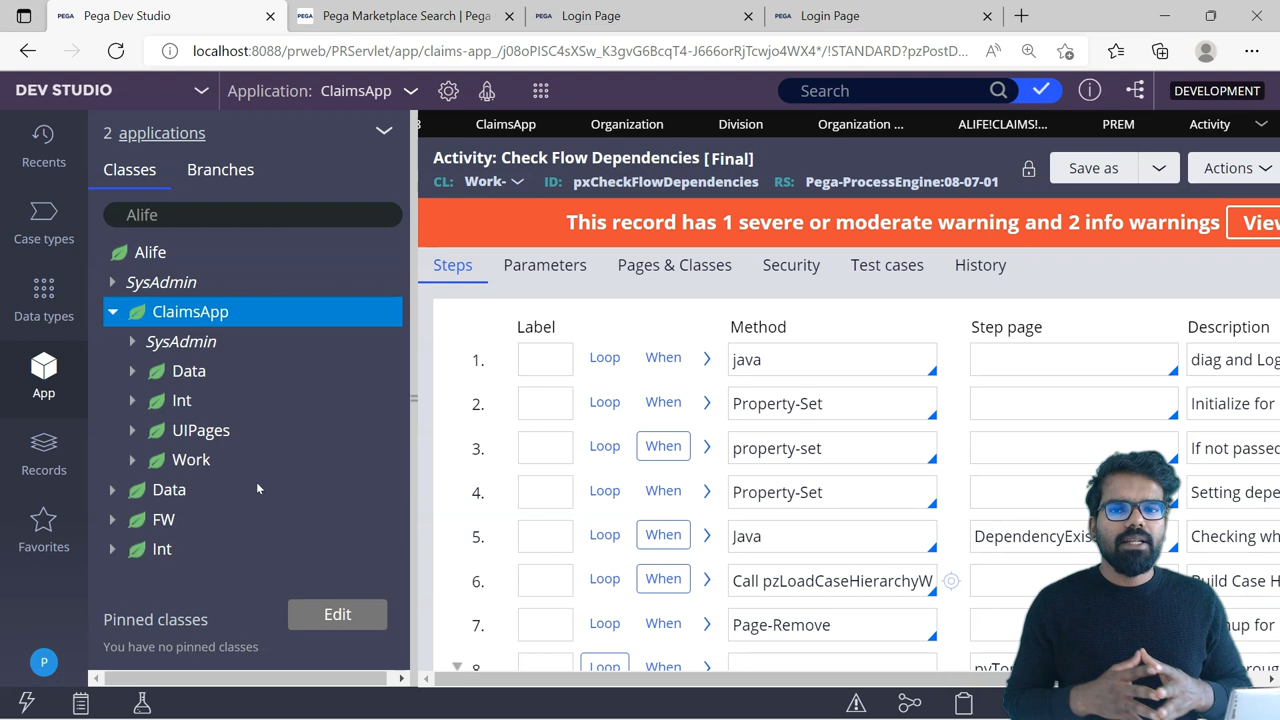 PEGA Pega Dev Studio
PEGA Pega Marketplace Search | Pega
PEGA Login Page
PEGA Login Page
localhost:8088/prweb/PRServlet/app/claims-app_/j08oPISC4sXSw_K3gvG6BcqT4-J666orRjTcwjo4WX4*/!STANDARD?pzPostD...
DEV STUDIO
Application: ClaimsApp
Search
DEVELOPMENT
Recents
Case types
Data types
App
Records
Favorites
P
2 applications
Classes
Branches
Alife
Alife
SysAdmin
ClaimsApp
SysAdmin
Data
Int
UIPages
Work
Data
FW
Int
Pinned classes
Edit
You have no pinned classes
ClaimsApp
Organization
Division
Organization ...
ALIFE!CLAIMS!...
PREM
Activity
Activity: Check Flow Dependencies [Final]
Save as
Actions
CL: Work-
ID: pxCheckFlowDependencies
RS: Pega-ProcessEngine:08-07-01
This record has 1 severe or moderate warning and 2 info warnings
View
Steps
Parameters
Pages & Classes
Security
Test cases
History
Label
Method
Step page
Description
1. Loop When java diag and Log
2. Loop When Property-Set Initialize for
3. Loop When property-set If not passed
4. Loop When Property-Set Setting depe
5. Loop When Java DependencyExis Checking wh
6. Loop When Call pzLoadCaseHierarchyW Build Case H
7. Loop When Page-Remove
8. Loop When